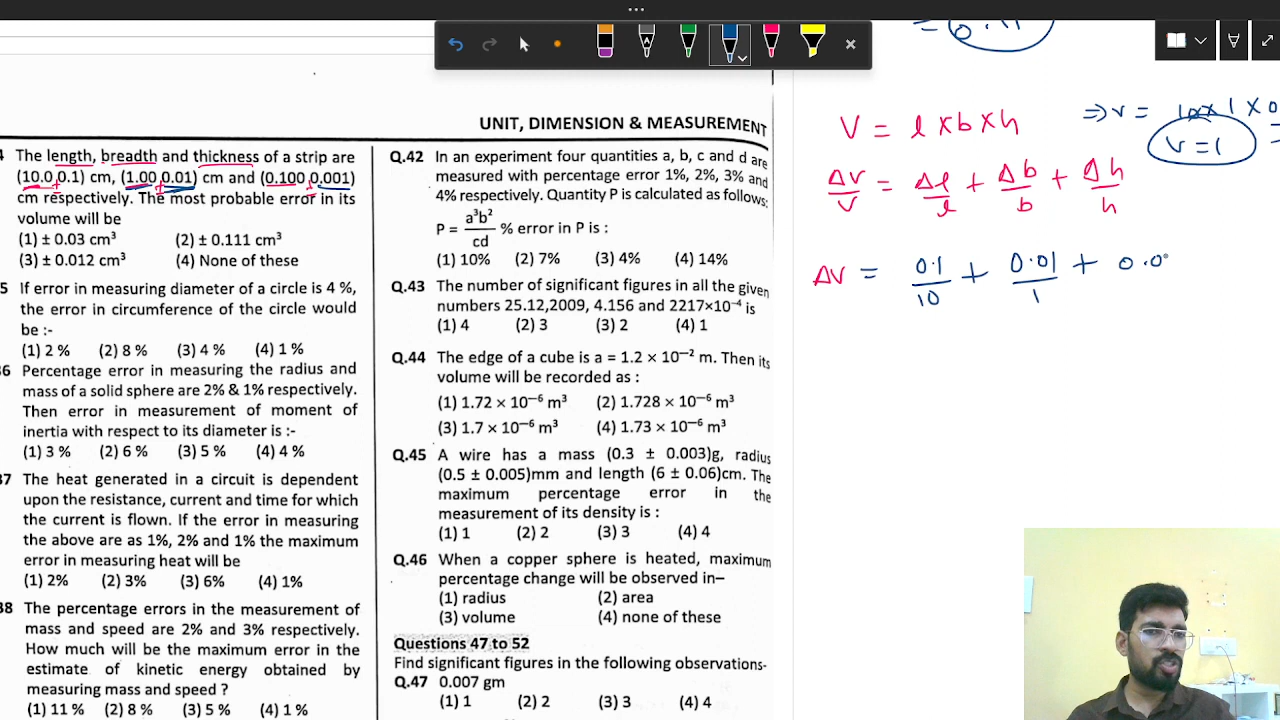 UNIT, DIMENSION & MEASUREMENT
4 The length, breadth and thickness of a strip are
(10.0 ± 0.1) cm, (1.00 ± 0.01) cm and (0.100 ± 0.001)
cm respectively. The most probable error in its
volume will be
(1) ± 0.03 cm³ (2) ± 0.111 cm³
(3) ± 0.012 cm³ (4) None of these
5 If error in measuring diameter of a circle is 4 %,
the error in circumference of the circle would
be :-
(1) 2 % (2) 8 % (3) 4 % (4) 1 %
36 Percentage error in measuring the radius and
mass of a solid sphere are 2% & 1% respectively.
Then error in measurement of moment of
inertia with respect to its diameter is :-
(1) 3 % (2) 6 % (3) 5 % (4) 4 %
37 The heat generated in a circuit is dependent
upon the resistance, current and time for which
the current is flown. If the error in measuring
the above are as 1%, 2% and 1% the maximum
error in measuring heat will be
(1) 2% (2) 3% (3) 6% (4) 1%
38 The percentage errors in the measurement of
mass and speed are 2% and 3% respectively.
How much will be the maximum error in the
estimate of kinetic energy obtained by
measuring mass and speed ?
(1) 11 % (2) 8 % (3) 5 % (4) 1 %
Q.42 In an experiment four quantities a, b, c and d are
measured with percentage error 1%, 2%, 3% and
4% respectively. Quantity P is calculated as follows:
P = a³b²/cd % error in P is :
(1) 10% (2) 7% (3) 4% (4) 14%
Q.43 The number of significant figures in all the given
numbers 25.12,2009, 4.156 and 2217×10⁻⁴ is
(1) 4 (2) 3 (3) 2 (4) 1
Q.44 The edge of a cube is a = 1.2 × 10⁻² m. Then its
volume will be recorded as :
(1) 1.72 × 10⁻⁶ m³ (2) 1.728 × 10⁻⁶ m³
(3) 1.7 × 10⁻⁶ m³ (4) 1.73 × 10⁻⁶ m³
Q.45 A wire has a mass (0.3 ± 0.003)g, radius
(0.5 ± 0.005)mm and length (6 ± 0.06)cm. The
maximum percentage error in the
measurement of its density is :
(1) 1 (2) 2 (3) 3 (4) 4
Q.46 When a copper sphere is heated, maximum
percentage change will be observed in–
(1) radius (2) area
(3) volume (4) none of these
Questions 47 to 52
Find significant figures in the following observations-
Q.47 0.007 gm
(1) 1 (2) 2 (3) 3 (4) 4
V = l × b × h
ΔV/V = Δl/l + Δb/b + Δh/h
ΔV = 0.1/10 + 0.01/1 + 0.0
⇒ V = 10 × 1 × 0
V = 1 =